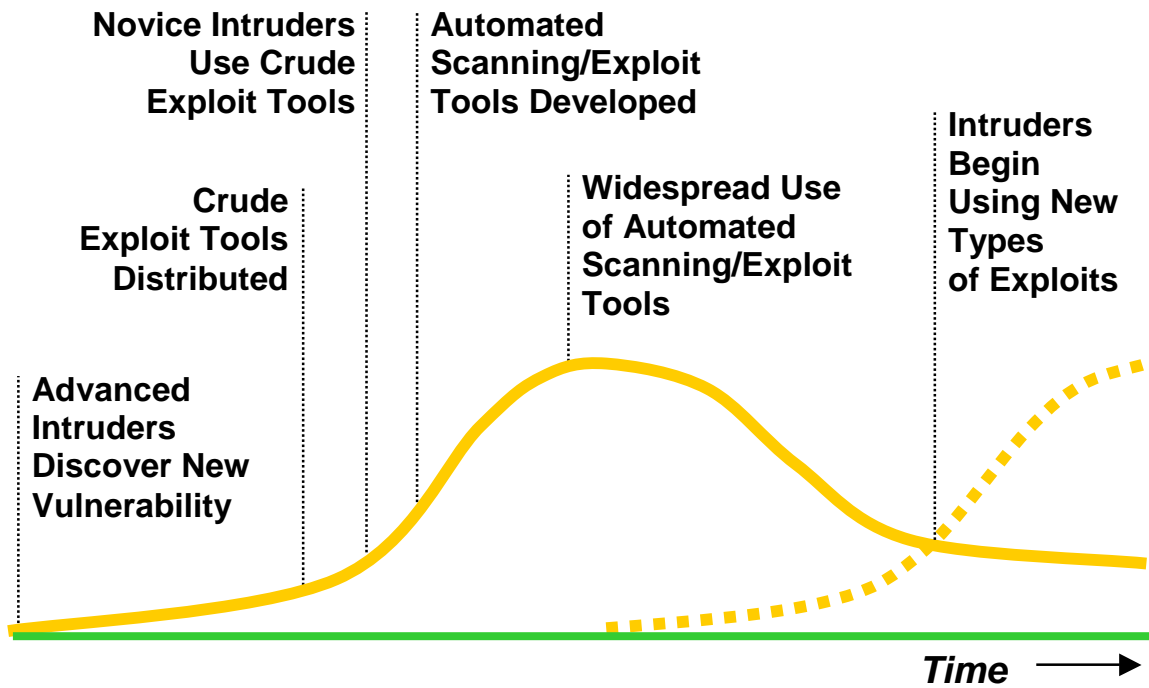 Novice Intruders
Use Crude
Exploit Tools
Automated
Scanning/Exploit
Tools Developed
Intruders
Begin
Using New
Types
of Exploits
Crude
Exploit Tools
Distributed
Widespread Use
of Automated
Scanning/Exploit
Tools
Advanced
Intruders
Discover New
Vulnerability
Time